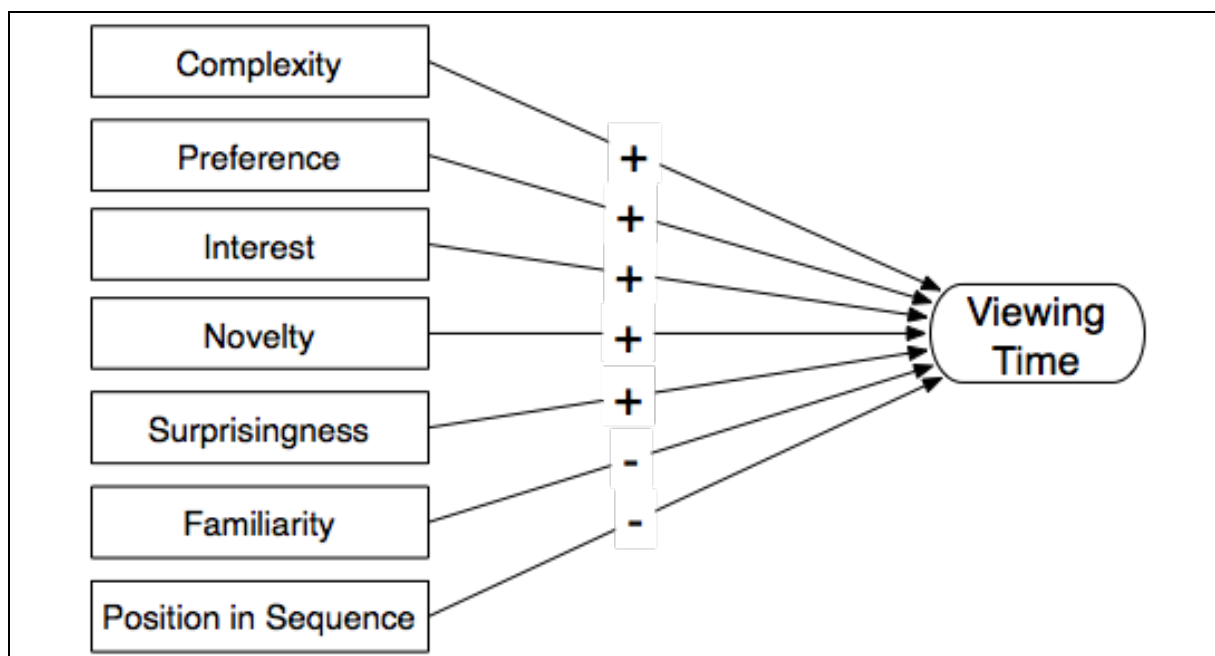 Complexity
Preference
Interest
Novelty
Surprisingness
Familiarity
Position in Sequence
+
+
+
+
+
-
-
Viewing
Time